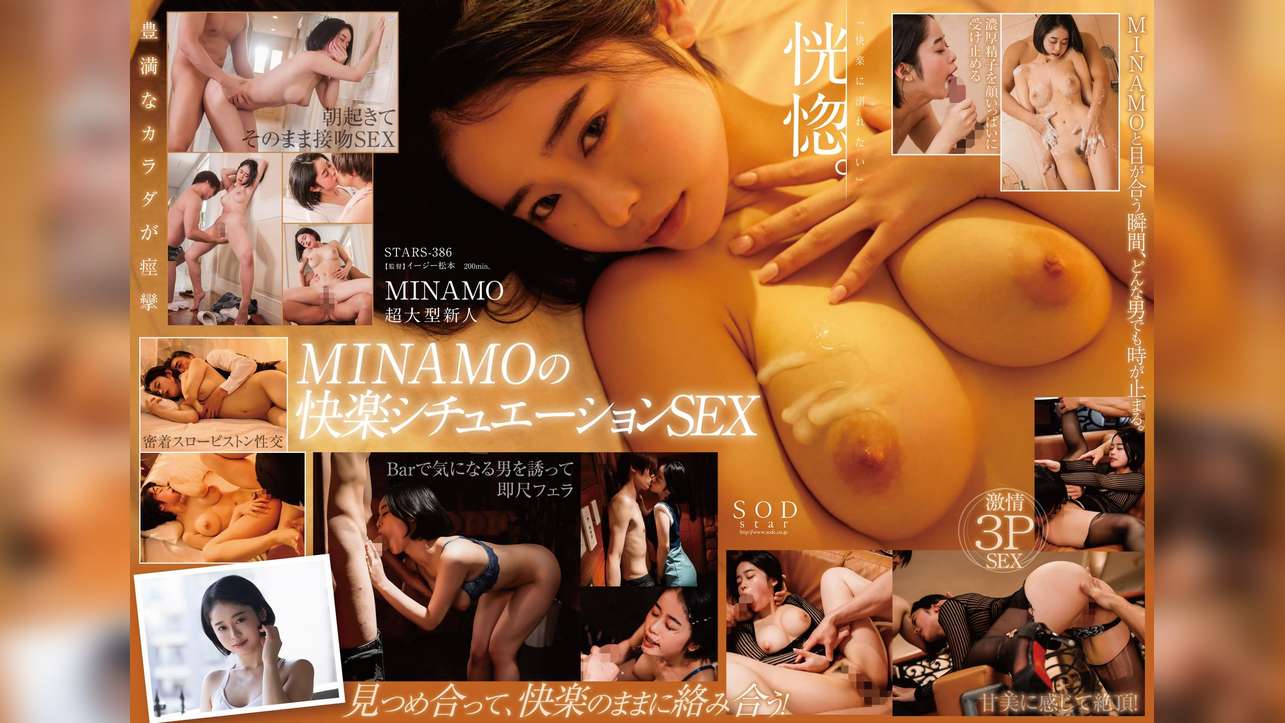 豊満なカラダが痙攣
朝起きて
そのまま接吻SEX
恍惚。
「快楽に溺れたい」
濃厚精子を顔いっぱいに
受け止める
MINAMOと目が合う瞬間、どんな男でも時が止まる。
STARS-386
【監督】イージー松本 200min.
MINAMO
超大型新人
MINAMOの
快楽シチュエーションSEX
密着スローピストン性交
Barで気になる男を誘って
即尺フェラ
SOD
star
http://www.sodc.co.jp
激情
3P
SEX
見つめ合って、快楽のままに絡み合う!
甘美に感じて絶頂!